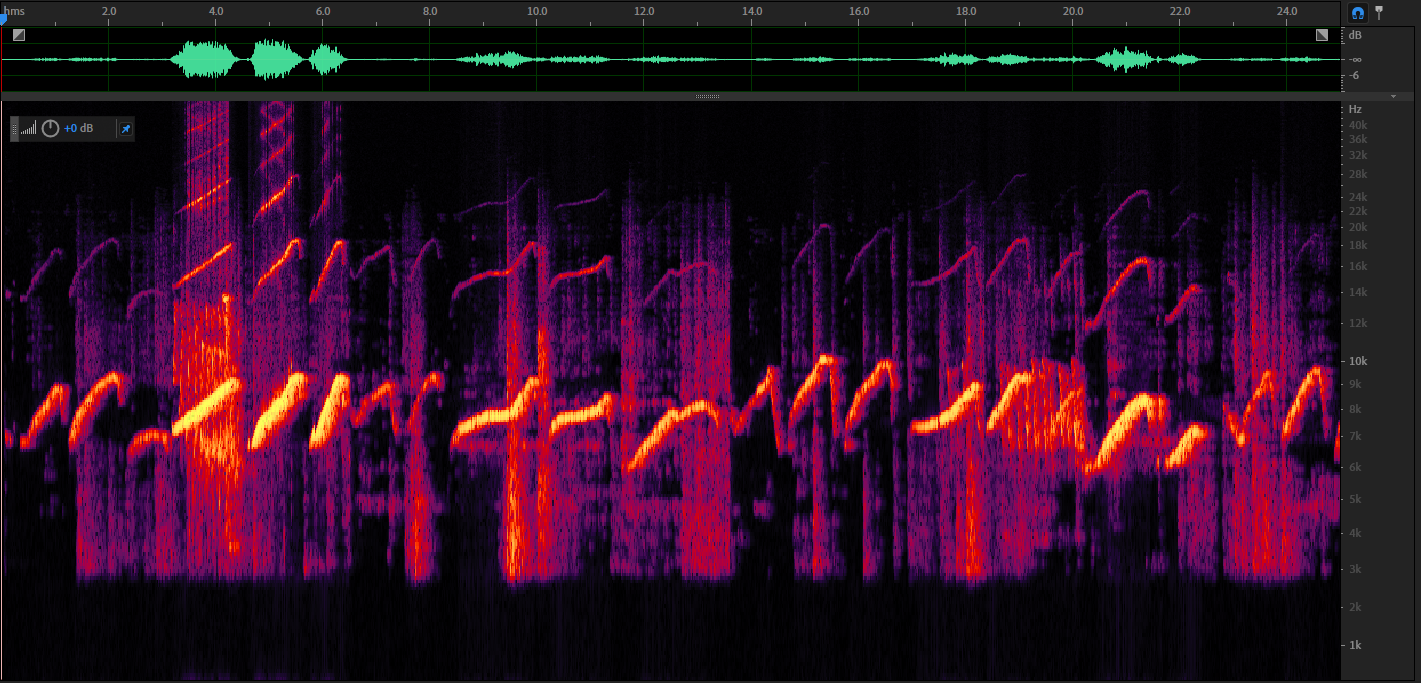 hms 2.0 4.0 6.0 8.0 10.0 12.0 14.0 16.0 18.0 20.0 22.0 24.0
dB
-∞
-6
+0 dB
Hz
40k
36k
32k
28k
24k
22k
20k
18k
16k
14k
12k
10k
9k
8k
7k
6k
5k
4k
3k
2k
1k